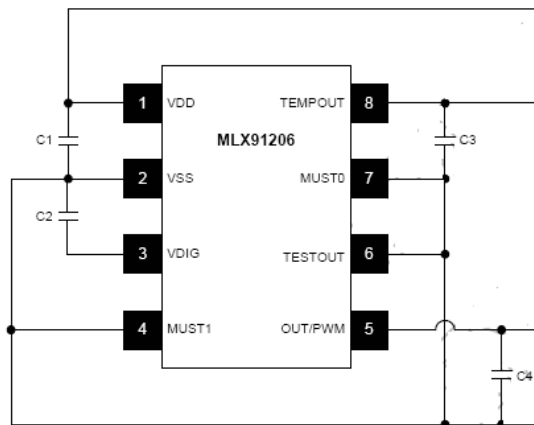 MLX91206
1 VDD
2 VSS
3 VDIG
4 MUST1
TEMPOUT 8
MUST0 7
TESTOUT 6
OUT/PWM 5
C1
C2
C3
C4